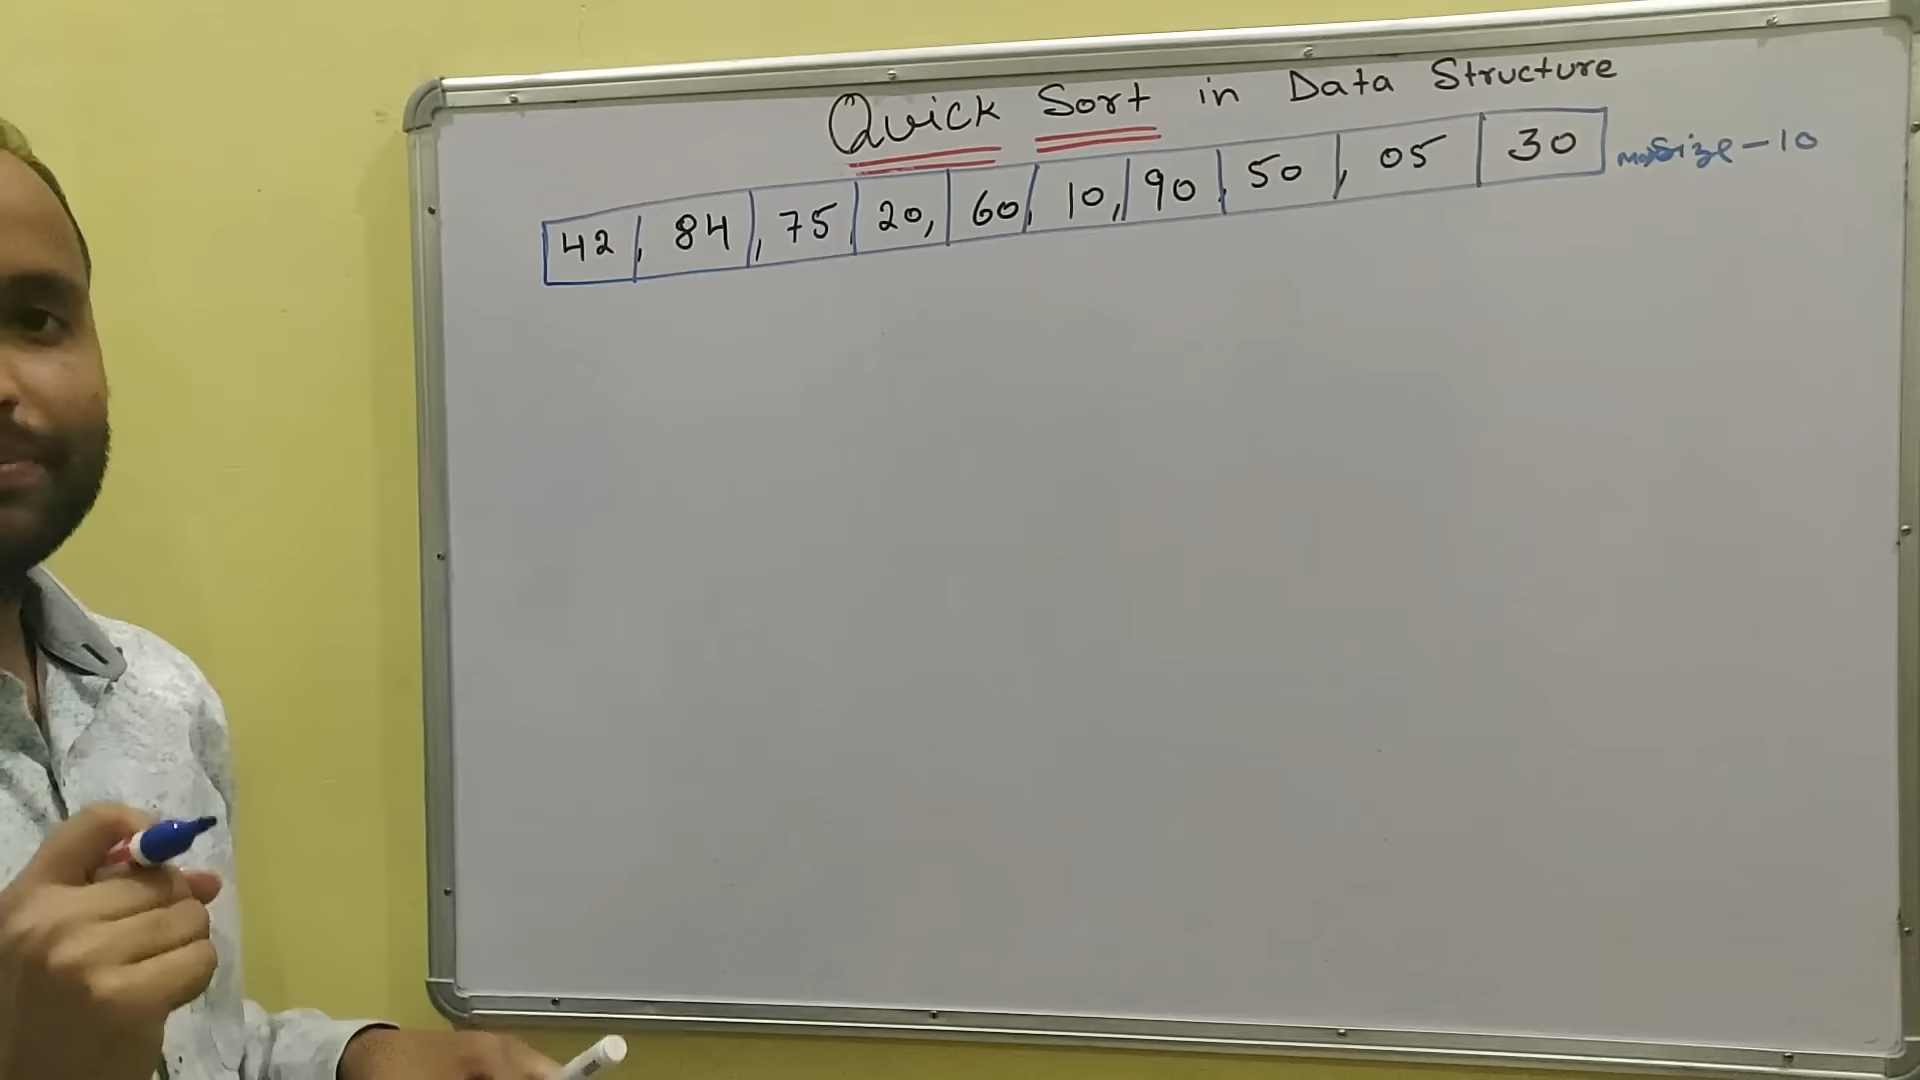 Quick Sort in Data Structure
42, 84, 75, 20, 60, 10, 90, 50, 05 30 maxSize-10